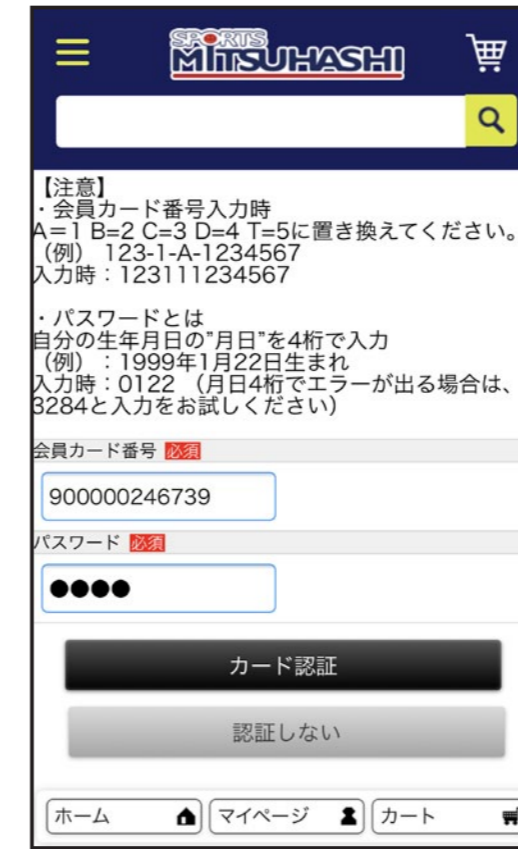 SPORTS
MITSUHASHI
【注意】
・会員カード番号入力時
A＝1 B=2 C=3 D=4 T=5に置き換えてください。
（例） 123-1-A-1234567
入力時：123111234567
・パスワードとは
自分の生年月日の”月日”を4桁で入力
（例）：1999年1月22日生まれ
入力時：0122 （月日4桁でエラーが出る場合は、
3284と入力をお試しください）
会員カード番号 必須
900000246739
パスワード 必須
●●●●
カード認証
認証しない
ホーム マイページ カート